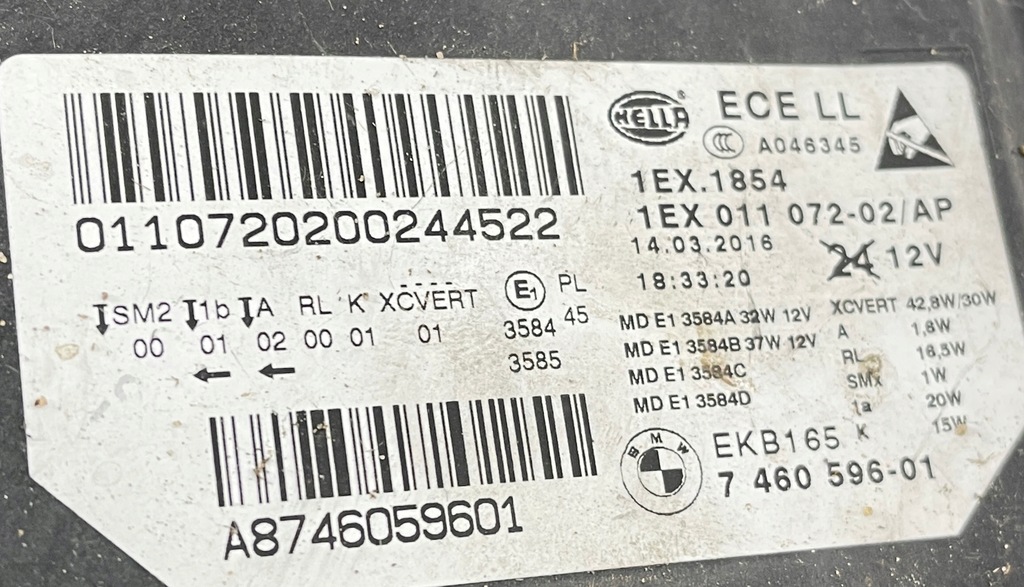 HELLA
ECE LL
CCC A046345
1EX.1854
1EX 011 072-02/AP
14.03.2016
24 12V
18:33:20
0110720200244522
SM2 1b A RL K XCVERT E1 PL
00 01 02 00 01 01 3584 45
3585
MD E1 3584A 32W 12V
MD E1 3584B 37W 12V
MD E1 3584C
MD E1 3584D
XCVERT 42,8W/30W
A 1,8W
RL 16,5W
SMx 1W
1a 20W
K 15W
BMW
EKB165
7 460 596-01
A8746059601